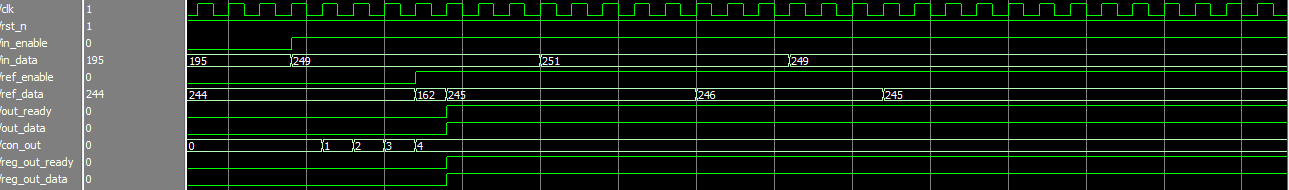 /clk 1
/rst_n 1
/in_enable 0
/in_data 195 195 249 251 249
/ref_enable 0
/ref_data 244 244 162 245 246 245
/out_ready 0
/out_data 0
/con_out 0 0 1 2 3 4
/reg_out_ready 0
/reg_out_data 0